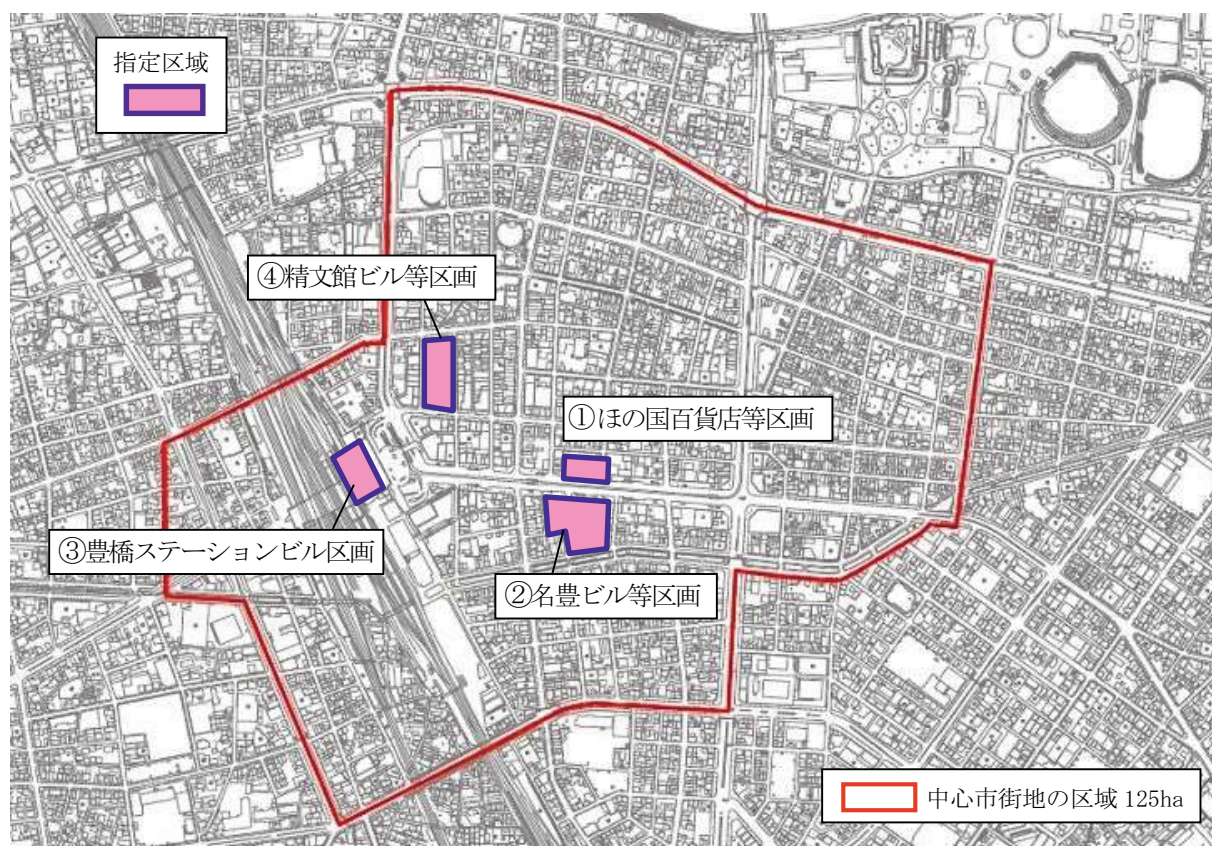 指定区域
④精文館ビル等区画
①ほの国百貨店等区画
③豊橋ステーションビル区画
②名豊ビル等区画
中心市街地の区域 125ha